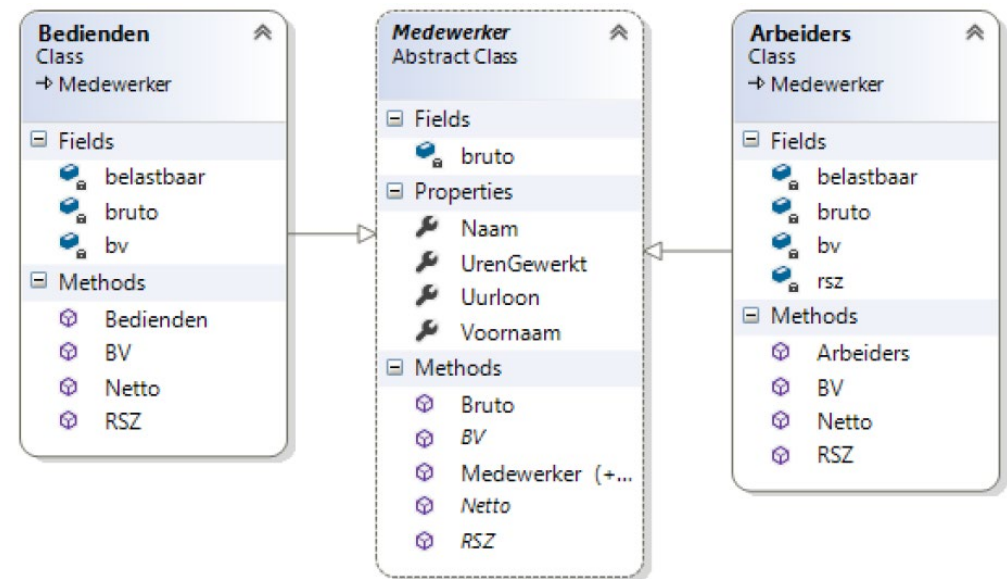 Bedienden
Class
→ Medewerker
Fields
belastbaar
bruto
bv
Methods
Bedienden
BV
Netto
RSZ
Medewerker
Abstract Class
Fields
bruto
Properties
Naam
UrenGewerkt
Uurloon
Voornaam
Methods
Bruto
BV
Medewerker (+...
Netto
RSZ
Arbeiders
Class
→ Medewerker
Fields
belastbaar
bruto
bv
rsz
Methods
Arbeiders
BV
Netto
RSZ